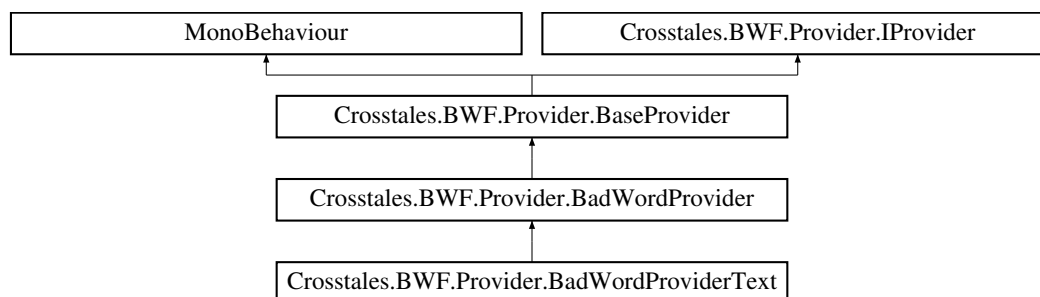 MonoBehaviour
Crosstales.BWF.Provider.IProvider
Crosstales.BWF.Provider.BaseProvider
Crosstales.BWF.Provider.BadWordProvider
Crosstales.BWF.Provider.BadWordProviderText